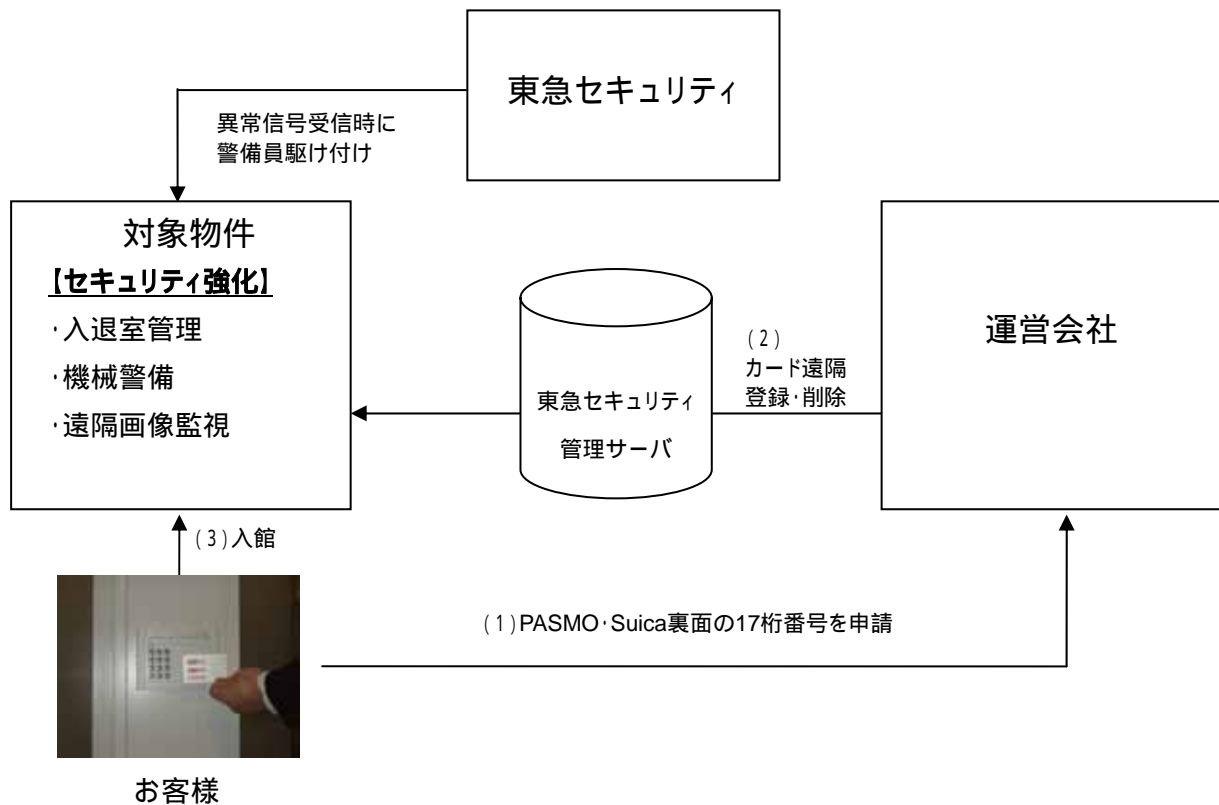 東急セキュリティ
異常信号受信時に
警備員駆け付け
対象物件
【セキュリティ強化】
・入退室管理
・機械警備
・遠隔画像監視
東急セキュリティ
管理サーバ
(2)
カード遠隔
登録・削除
運営会社
(3)入館
(1)PASMO・Suica裏面の17桁番号を申請
お客様